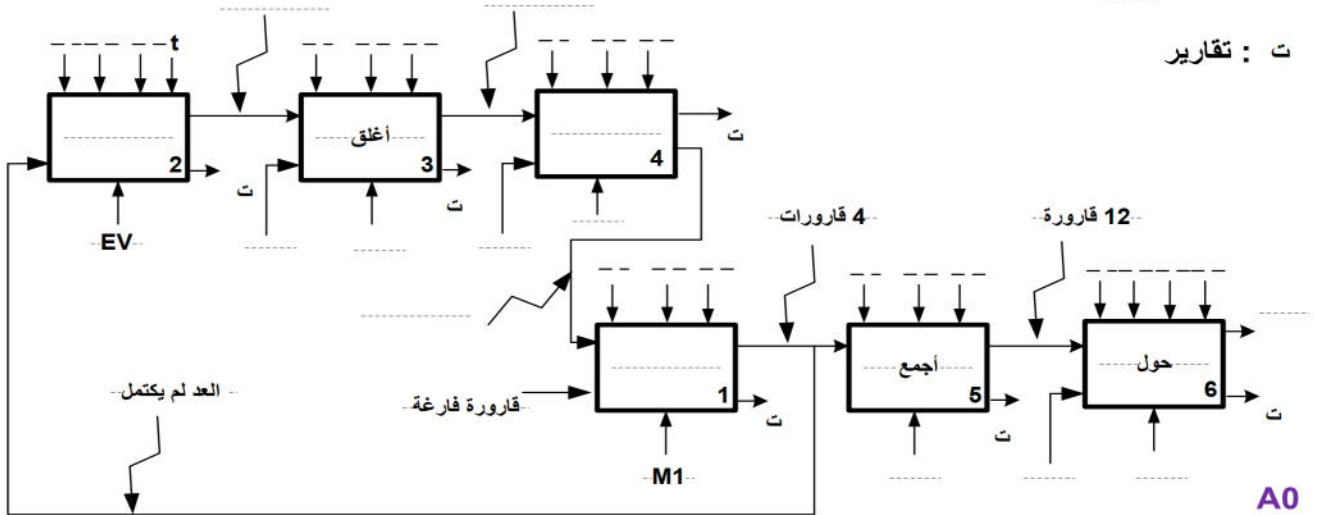 ت : تقارير
t
أغلق
2
3
4
ت
ت
ت
EV
4 قارورات
12 قارورة
أجمع
حول
1
5
6
العد لم يكتمل
قارورة فارغة
ت
ت
ت
M1
A0